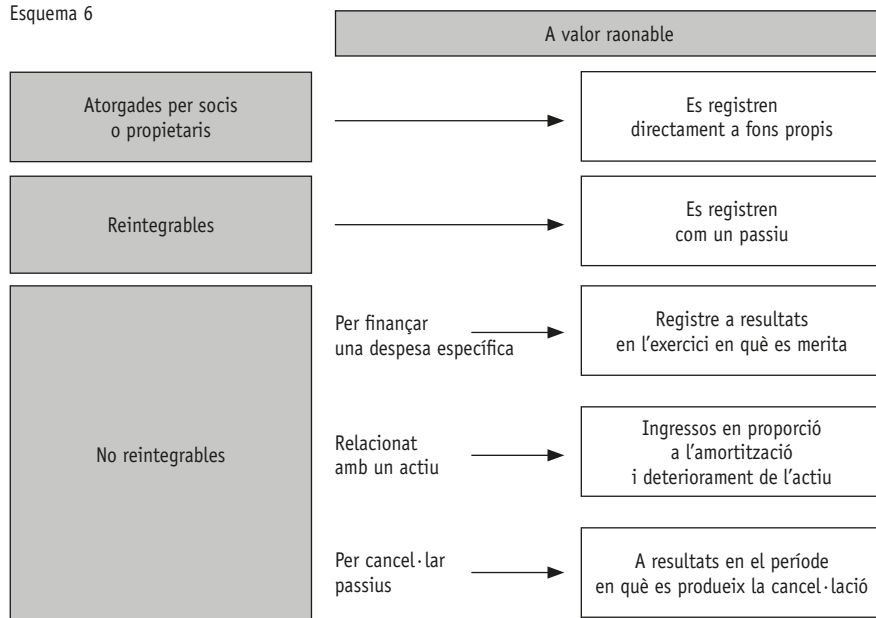 Esquema 6
A valor raonable
Atorgades per socis
o propietaris
Es registren
directament a fons propis
Reintegrables
Es registren
com un passiu
No reintegrables
Per finançar
una despesa específica
Registre a resultats
en l’exercici en què es merita
Relacionat
amb un actiu
Ingressos en proporció
a l’amortització
i deteriorament de l’actiu
Per cancel·lar
passius
A resultats en el període
en què es produeix la cancel·lació